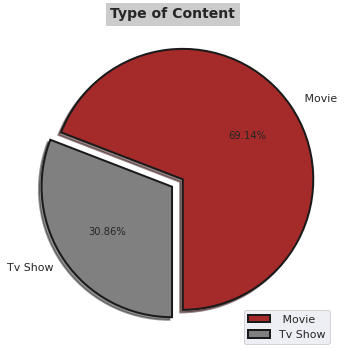 Type of Content
Movie
69.14%
30.86%
Tv Show
Movie
Tv Show